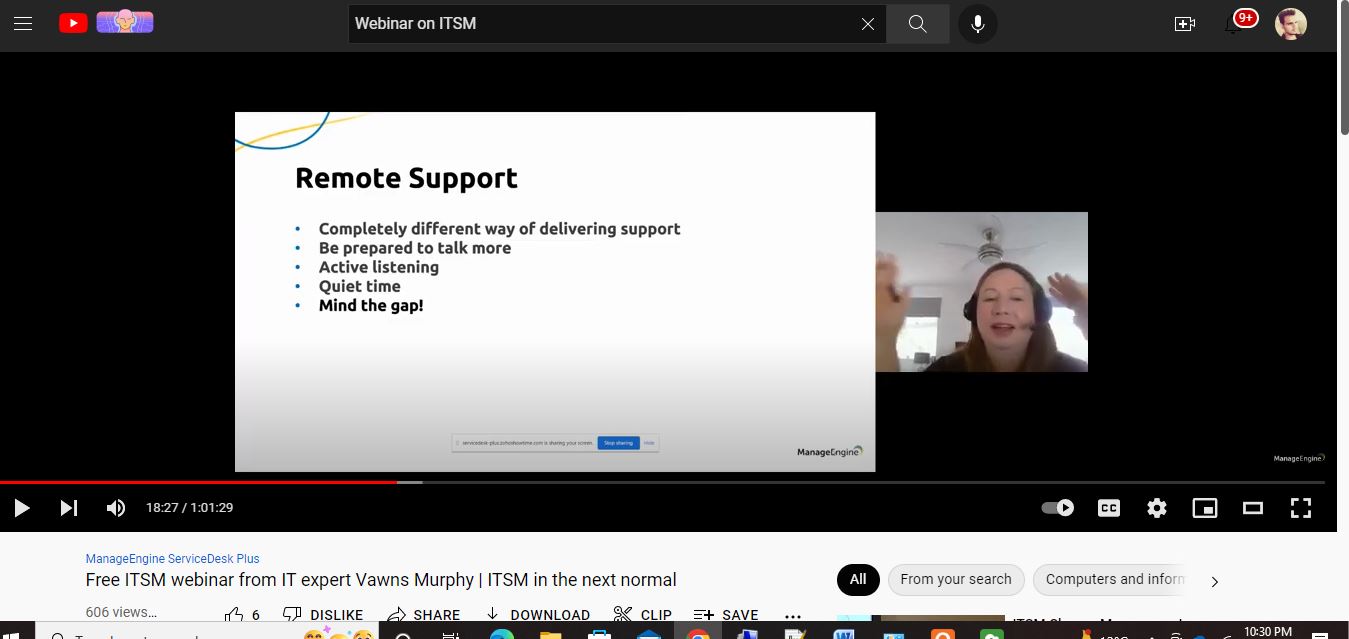 Webinar on ITSM
9+
Remote Support
• Completely different way of delivering support
• Be prepared to talk more
• Active listening
• Quiet time
• Mind the gap!
servicedesk-plus.zohoshowtime.com is sharing your screen.
Stop sharing
Hide
ManageEngine
ManageEngine
18:27 / 1:01:29
CC
ManageEngine ServiceDesk Plus
Free ITSM webinar from IT expert Vawns Murphy | ITSM in the next normal
All
From your search
Computers and inform
606 views...
6
DISLIKE
SHARE
DOWNLOAD
CLIP
SAVE
10:30 PM